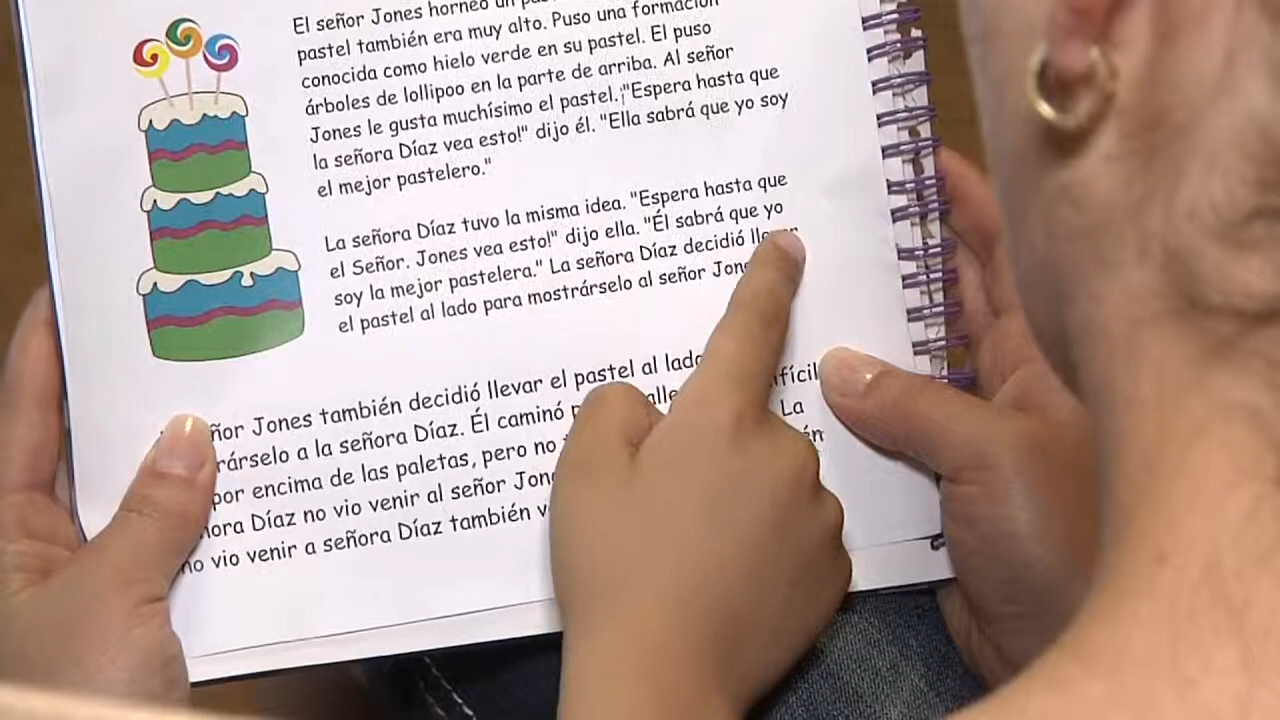 El señor Jones horneó un
pastel también era muy alto. Puso una formación
conocida como hielo verde en su pastel. El puso
árboles de lollipoo en la parte de arriba. Al señor
Jones le gusta muchísimo el pastel. "Espera hasta que
la señora Díaz vea esto!" dijo él. "Ella sabrá que yo soy
el mejor pastelero."
La señora Díaz tuvo la misma idea. "Espera hasta que
el Señor. Jones vea esto!" dijo ella. "Él sabrá que yo
soy la mejor pastelera." La señora Díaz decidió llevar
el pastel al lado para mostrárselo al señor
Jones también decidió llevar el pastel al lado
a la señora Díaz. Él caminó La
por encima de las paletas, pero no
Díaz no vio venir al señor
no vio venir a señora Díaz también